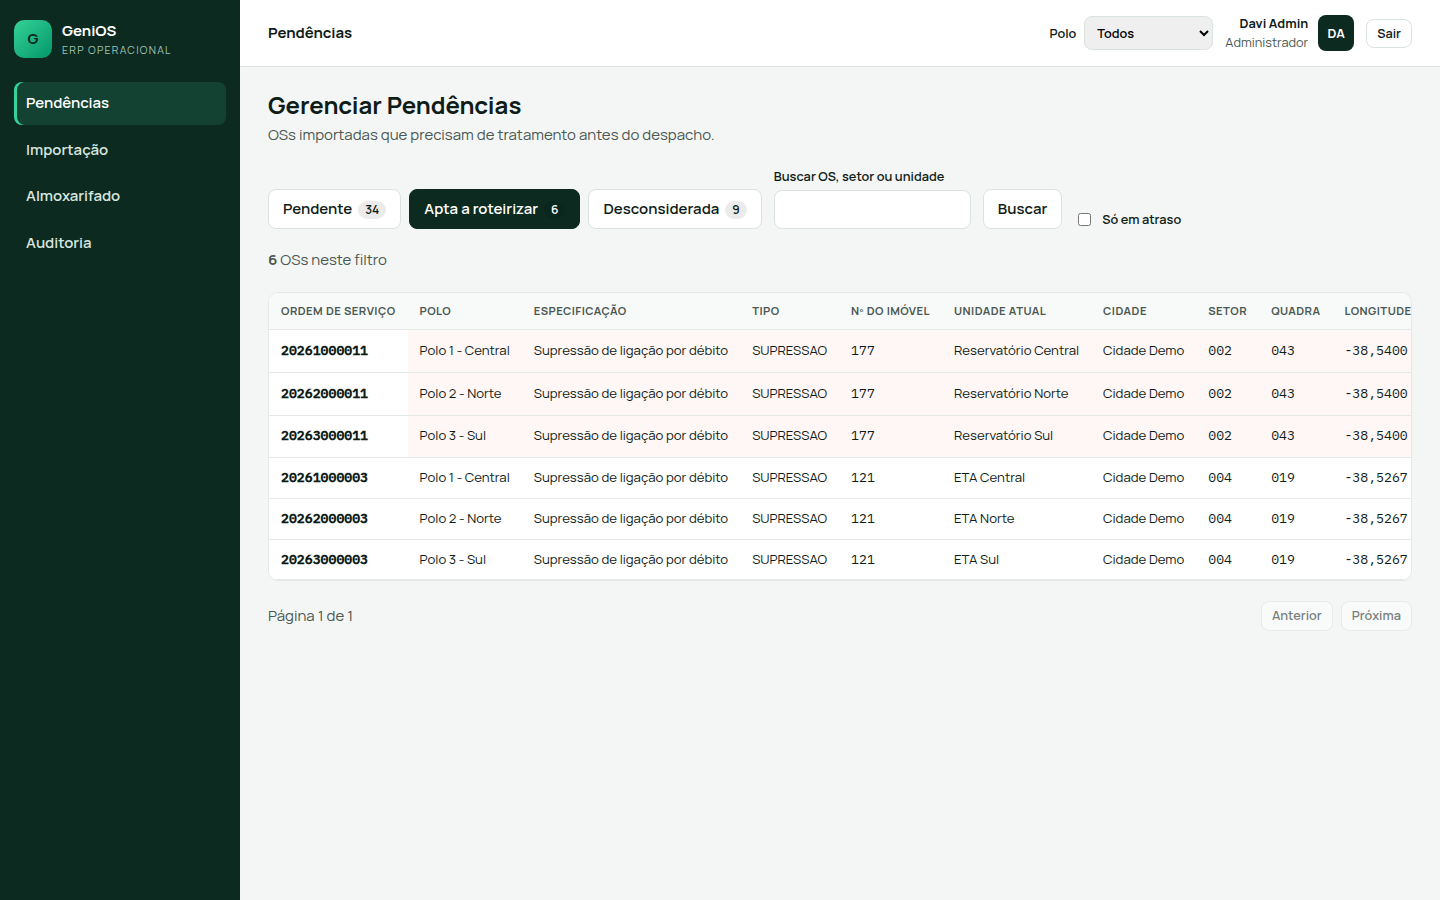 G
GeniOS
ERP OPERACIONAL
Pendências
Importação
Almoxarifado
Auditoria
Pendências
Polo Todos Davi Admin Administrador DA Sair
Gerenciar Pendências
OSs importadas que precisam de tratamento antes do despacho.
Buscar OS, setor ou unidade
Pendente 34 Apta a roteirizar 6 Desconsiderada 9 Buscar Só em atraso
6 OSs neste filtro
ORDEM DE SERVIÇO POLO ESPECIFICAÇÃO TIPO Nº DO IMÓVEL UNIDADE ATUAL CIDADE SETOR QUADRA LONGITUDE
20261000011 Polo 1 - Central Supressão de ligação por débito SUPRESSAO 177 Reservatório Central Cidade Demo 002 043 -38,5400
20262000011 Polo 2 - Norte Supressão de ligação por débito SUPRESSAO 177 Reservatório Norte Cidade Demo 002 043 -38,5400
20263000011 Polo 3 - Sul Supressão de ligação por débito SUPRESSAO 177 Reservatório Sul Cidade Demo 002 043 -38,5400
20261000003 Polo 1 - Central Supressão de ligação por débito SUPRESSAO 121 ETA Central Cidade Demo 004 019 -38,5267
20262000003 Polo 2 - Norte Supressão de ligação por débito SUPRESSAO 121 ETA Norte Cidade Demo 004 019 -38,5267
20263000003 Polo 3 - Sul Supressão de ligação por débito SUPRESSAO 121 ETA Sul Cidade Demo 004 019 -38,5267
Página 1 de 1 Anterior Próxima